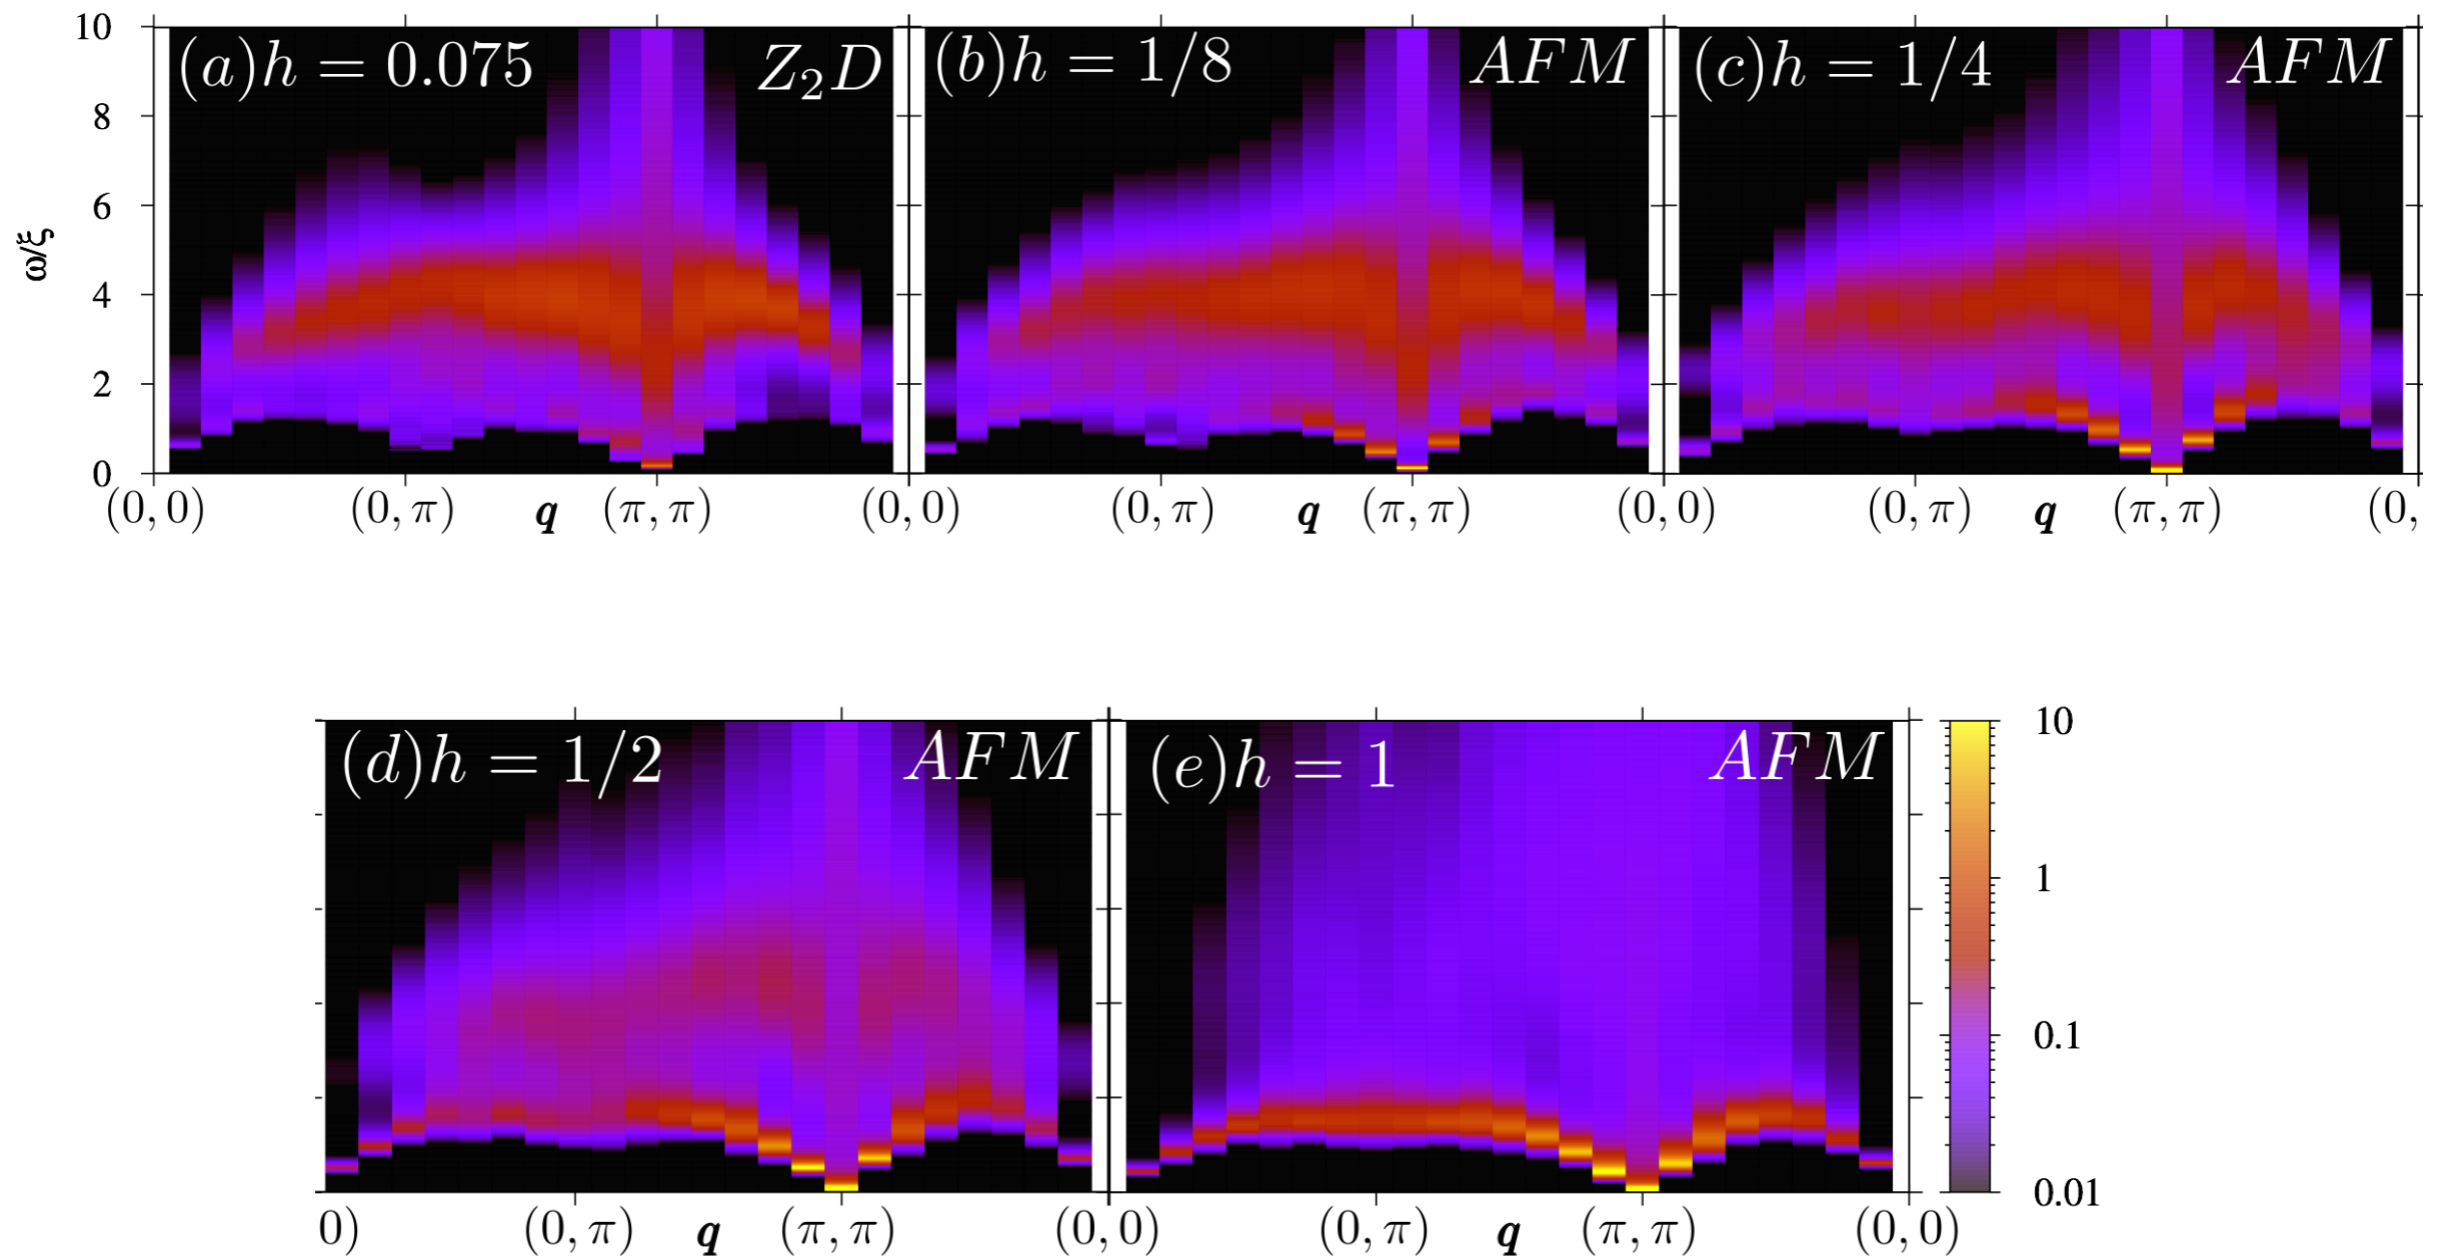 10
8
6
4
2
0
ω/ξ
(a)h = 0.075 Z₂D
(b)h = 1/8 AFM
(c)h = 1/4 AFM
(0,0) (0,π) q (π,π) (0,0) (0,π) q (π,π) (0,0) (0,π) q (π,π) (0,
(d)h = 1/2 AFM
(e)h = 1 AFM
10
1
0.1
0.01
0) (0,π) q (π,π) (0,0) (0,π) q (π,π) (0,0)